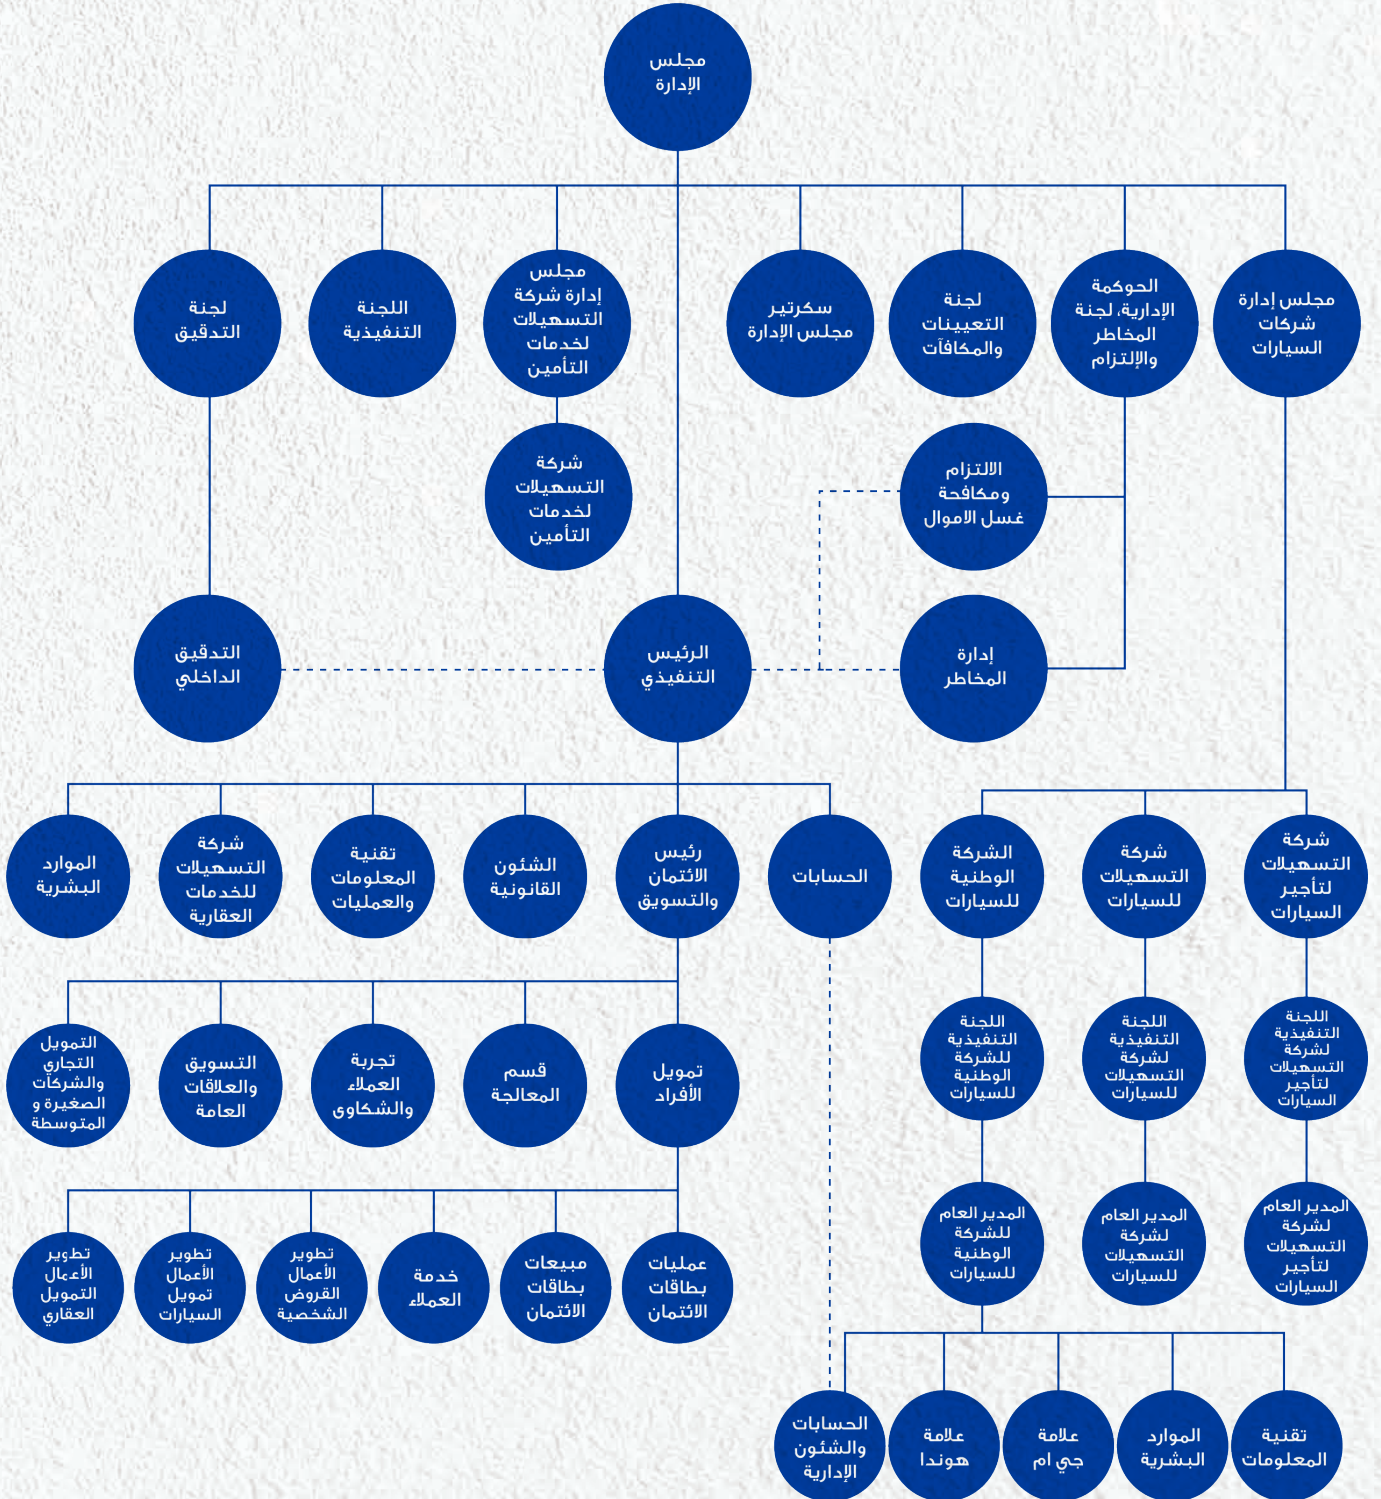 مجلس
الإدارة
مجلس إدارة
شركات
السيارات
الحوكمة
الإدارية، لجنة
المخاطر
والإلتزام
لجنة
التعيينات
والمكافآت
سكرتير
مجلس الإدارة
مجلس
إدارة شركة
التسهيلات
لخدمات
التأمين
اللجنة
التنفيذية
لجنة
التدقيق
الالتزام
ومكافحة
غسل الاموال
شركة
التسهيلات
لخدمات
التأمين
إدارة
المخاطر
الرئيس
التنفيذي
التدقيق
الداخلي
شركة
التسهيلات
لتأجير
السيارات
شركة
التسهيلات
للسيارات
الشركة
الوطنية
للسيارات
الحسابات
رئيس
الائتمان
والتسويق
الشئون
القانونية
تقنية
المعلومات
والعمليات
شركة
التسهيلات
للخدمات
العقارية
الموارد
البشرية
اللجنة
التنفيذية
لشركة
التسهيلات
لتأجير
السيارات
اللجنة
التنفيذية
لشركة
التسهيلات
للسيارات
اللجنة
التنفيذية
للشركة
الوطنية
للسيارات
تمويل
الأفراد
قسم
المعالجة
تجربة
العملاء
والشكاوى
التسويق
والعلاقات
العامة
التمويل
التجاري
والشركات
الصغيرة و
المتوسطة
المدير العام
لشركة
التسهيلات
لتأجير
السيارات
المدير العام
لشركة
التسهيلات
للسيارات
المدير العام
للشركة
الوطنية
للسيارات
عمليات
بطاقات
الائتمان
مبيعات
بطاقات
الائتمان
خدمة
العملاء
تطوير
الأعمال
القروض
الشخصية
تطوير
الأعمال
تمويل
السيارات
تطوير
الأعمال
التمويل
العقاري
تقنية
المعلومات
الموارد
البشرية
علامة
جي ام
علامة
هوندا
الحسابات
والشئون
الإدارية